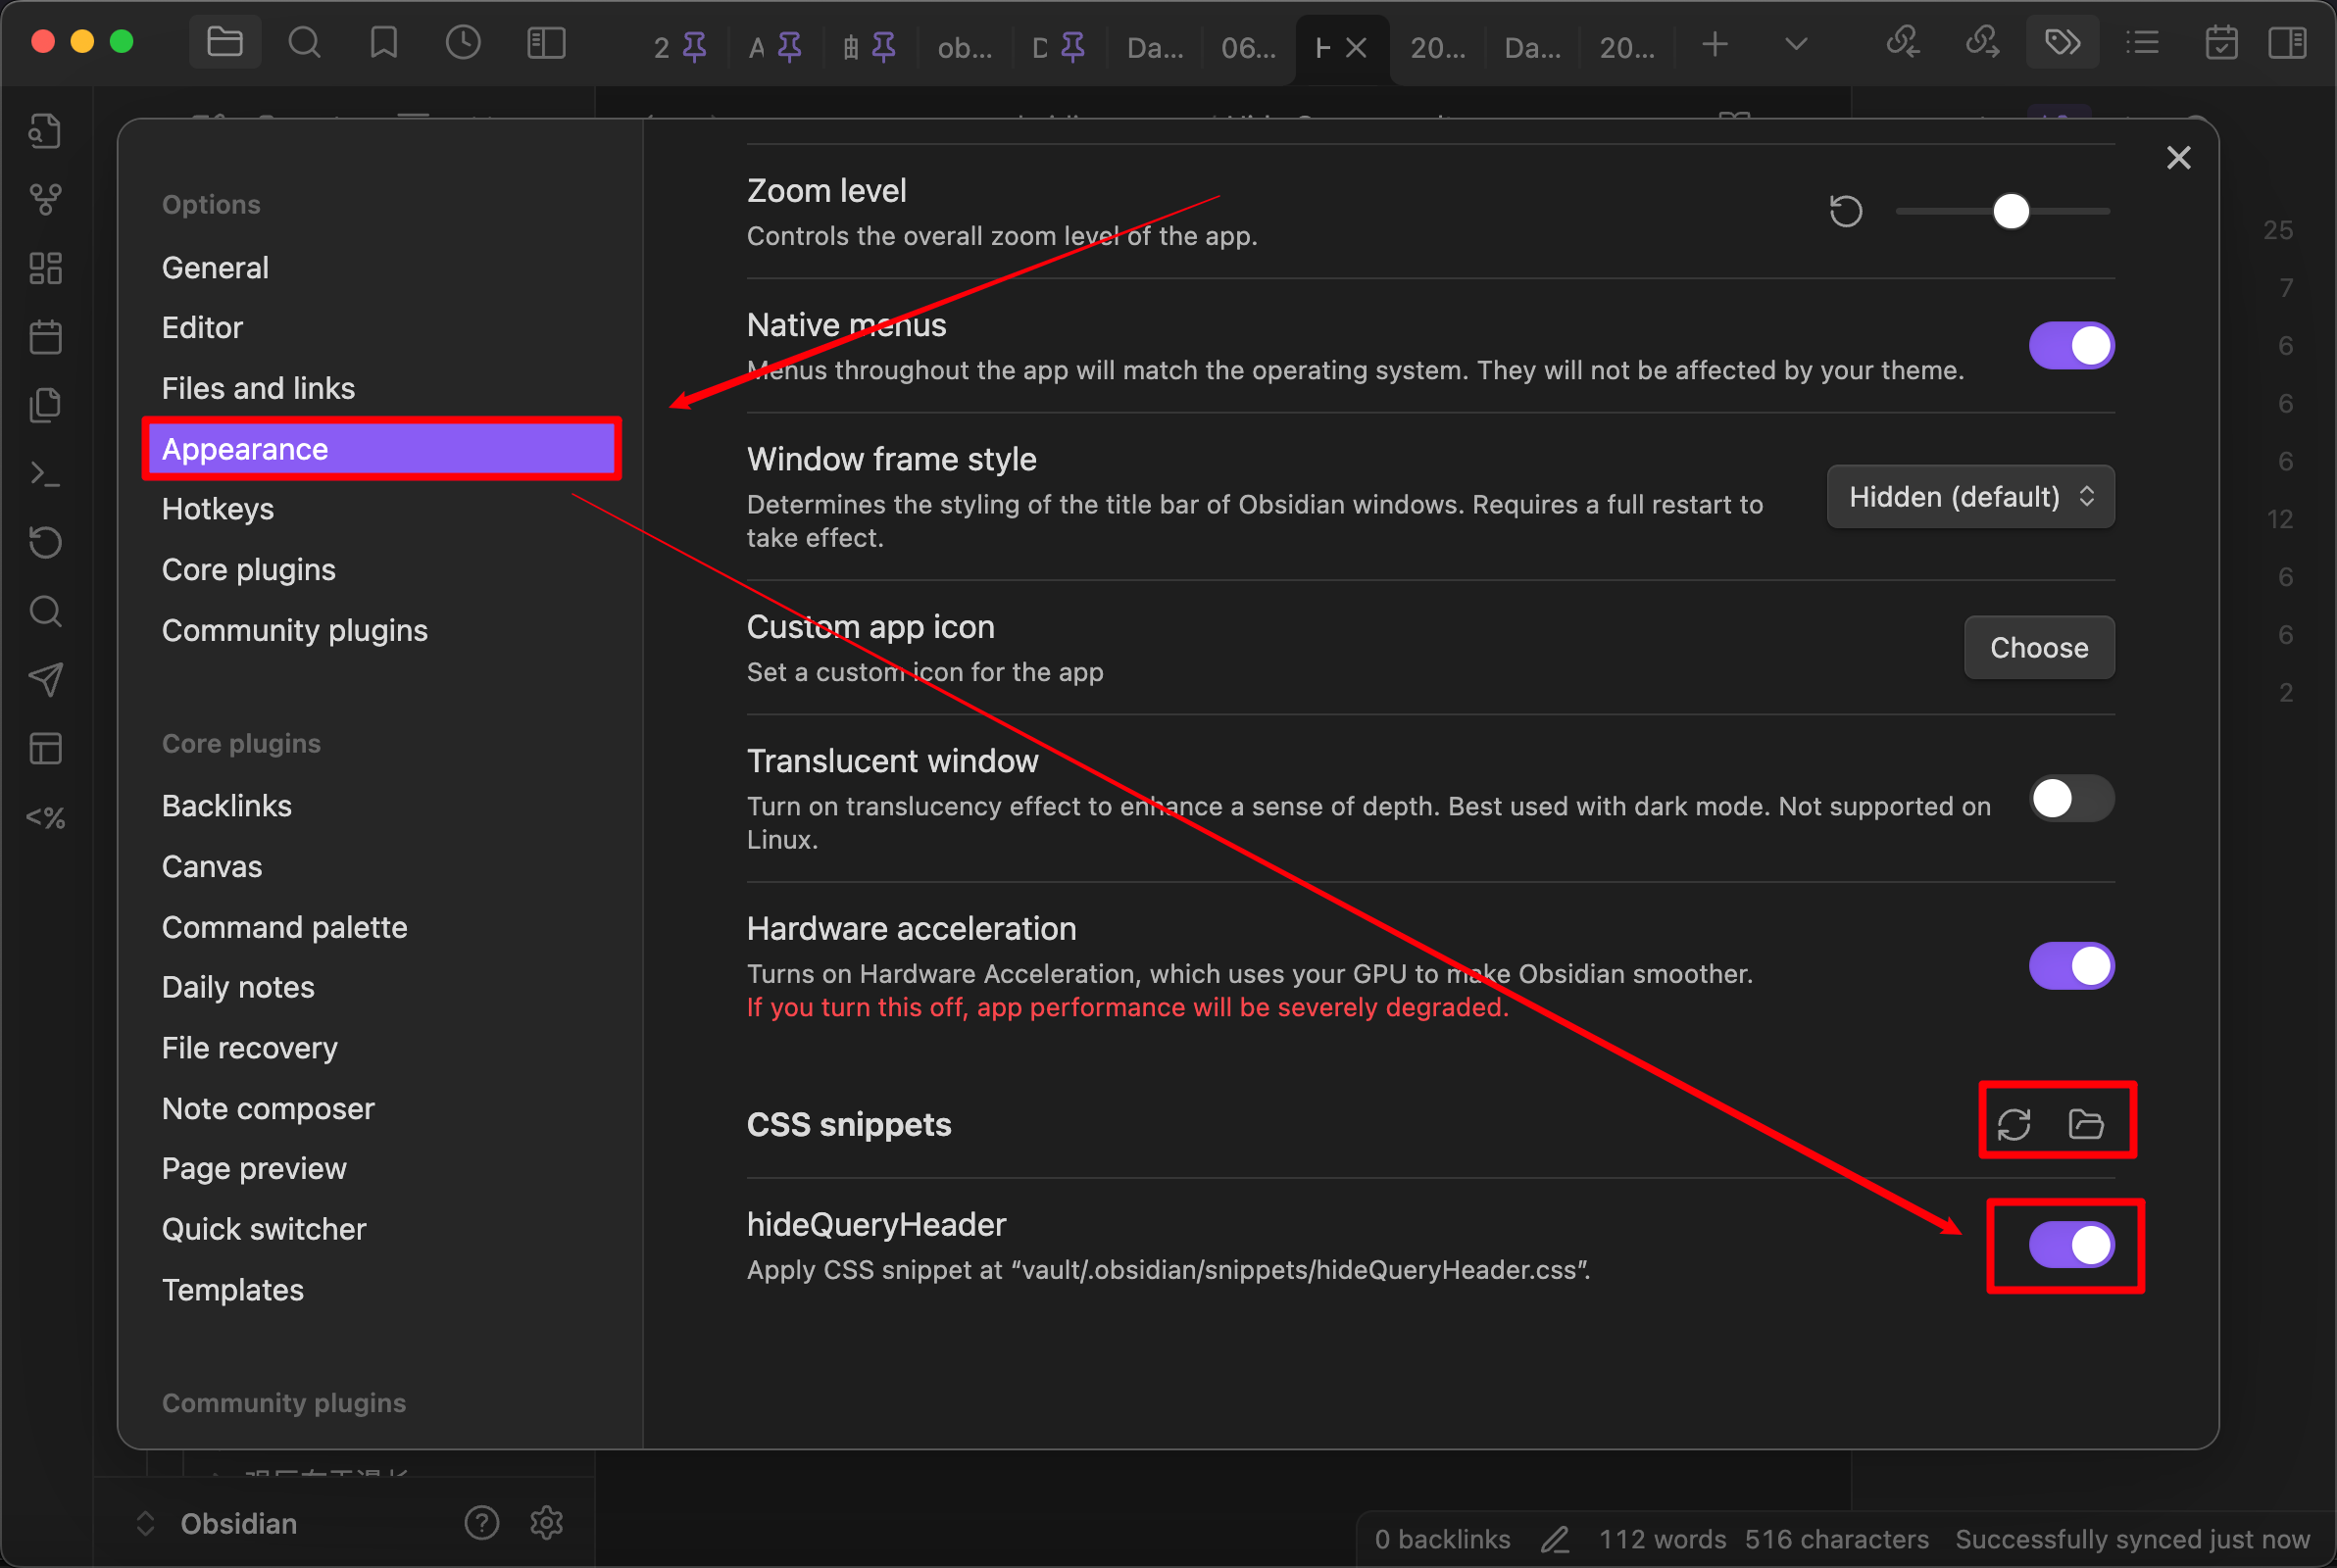 2
A
ob...
D
Da...
06...
H
20...
Da...
20...
Options
General
Editor
Files and links
Appearance
Hotkeys
Core plugins
Community plugins
Core plugins
Backlinks
Canvas
Command palette
Daily notes
File recovery
Note composer
Page preview
Quick switcher
Templates
Community plugins
Zoom level
Controls the overall zoom level of the app.
Native menus
Menus throughout the app will match the operating system. They will not be affected by your theme.
Window frame style
Determines the styling of the title bar of Obsidian windows. Requires a full restart to
take effect.
Hidden (default)
Custom app icon
Set a custom icon for the app
Choose
Translucent window
Turn on translucency effect to enhance a sense of depth. Best used with dark mode. Not supported on
Linux.
Hardware acceleration
Turns on Hardware Acceleration, which uses your GPU to make Obsidian smoother.
If you turn this off, app performance will be severely degraded.
CSS snippets
hideQueryHeader
Apply CSS snippet at “vault/.obsidian/snippets/hideQueryHeader.css”.
25
7
6
6
6
12
6
6
2
<%
Obsidian
0 backlinks
112 words
516 characters
Successfully synced just now